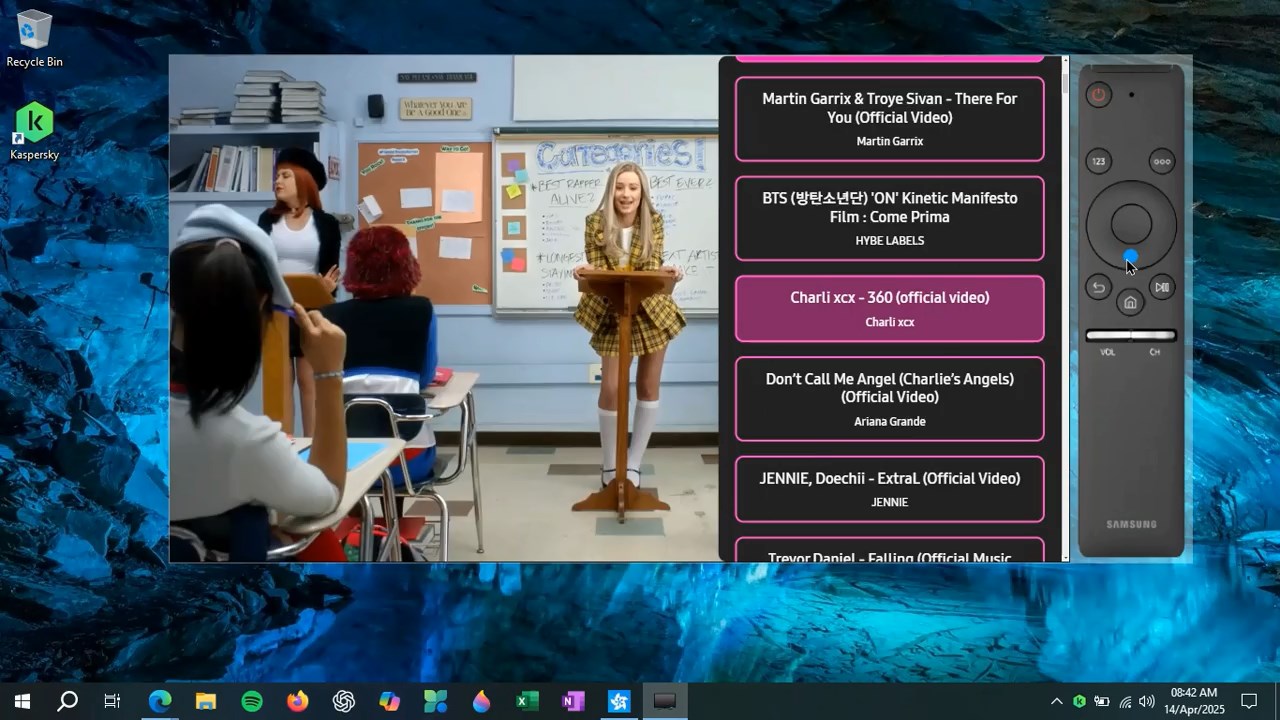 Recycle Bin
Kaspersky
WHATEVER YOU ARE
BE A GOOD ONE
Categories!
BEST RAPPER
ALIVE?
BEST EVER?
Martin Garrix & Troye Sivan - There For
You (Official Video)
Martin Garrix
BTS (방탄소년단) 'ON' Kinetic Manifesto
Film : Come Prima
HYBE LABELS
Charli xcx - 360 (official video)
Charli xcx
Don’t Call Me Angel (Charlie’s Angels)
(Official Video)
Ariana Grande
JENNIE, Doechii - ExtraL (Official Video)
JENNIE
Trevor Daniel - Falling (Official Music
123
VOL
CH
SAMSUNG
08:42 AM
14/Apr/2025